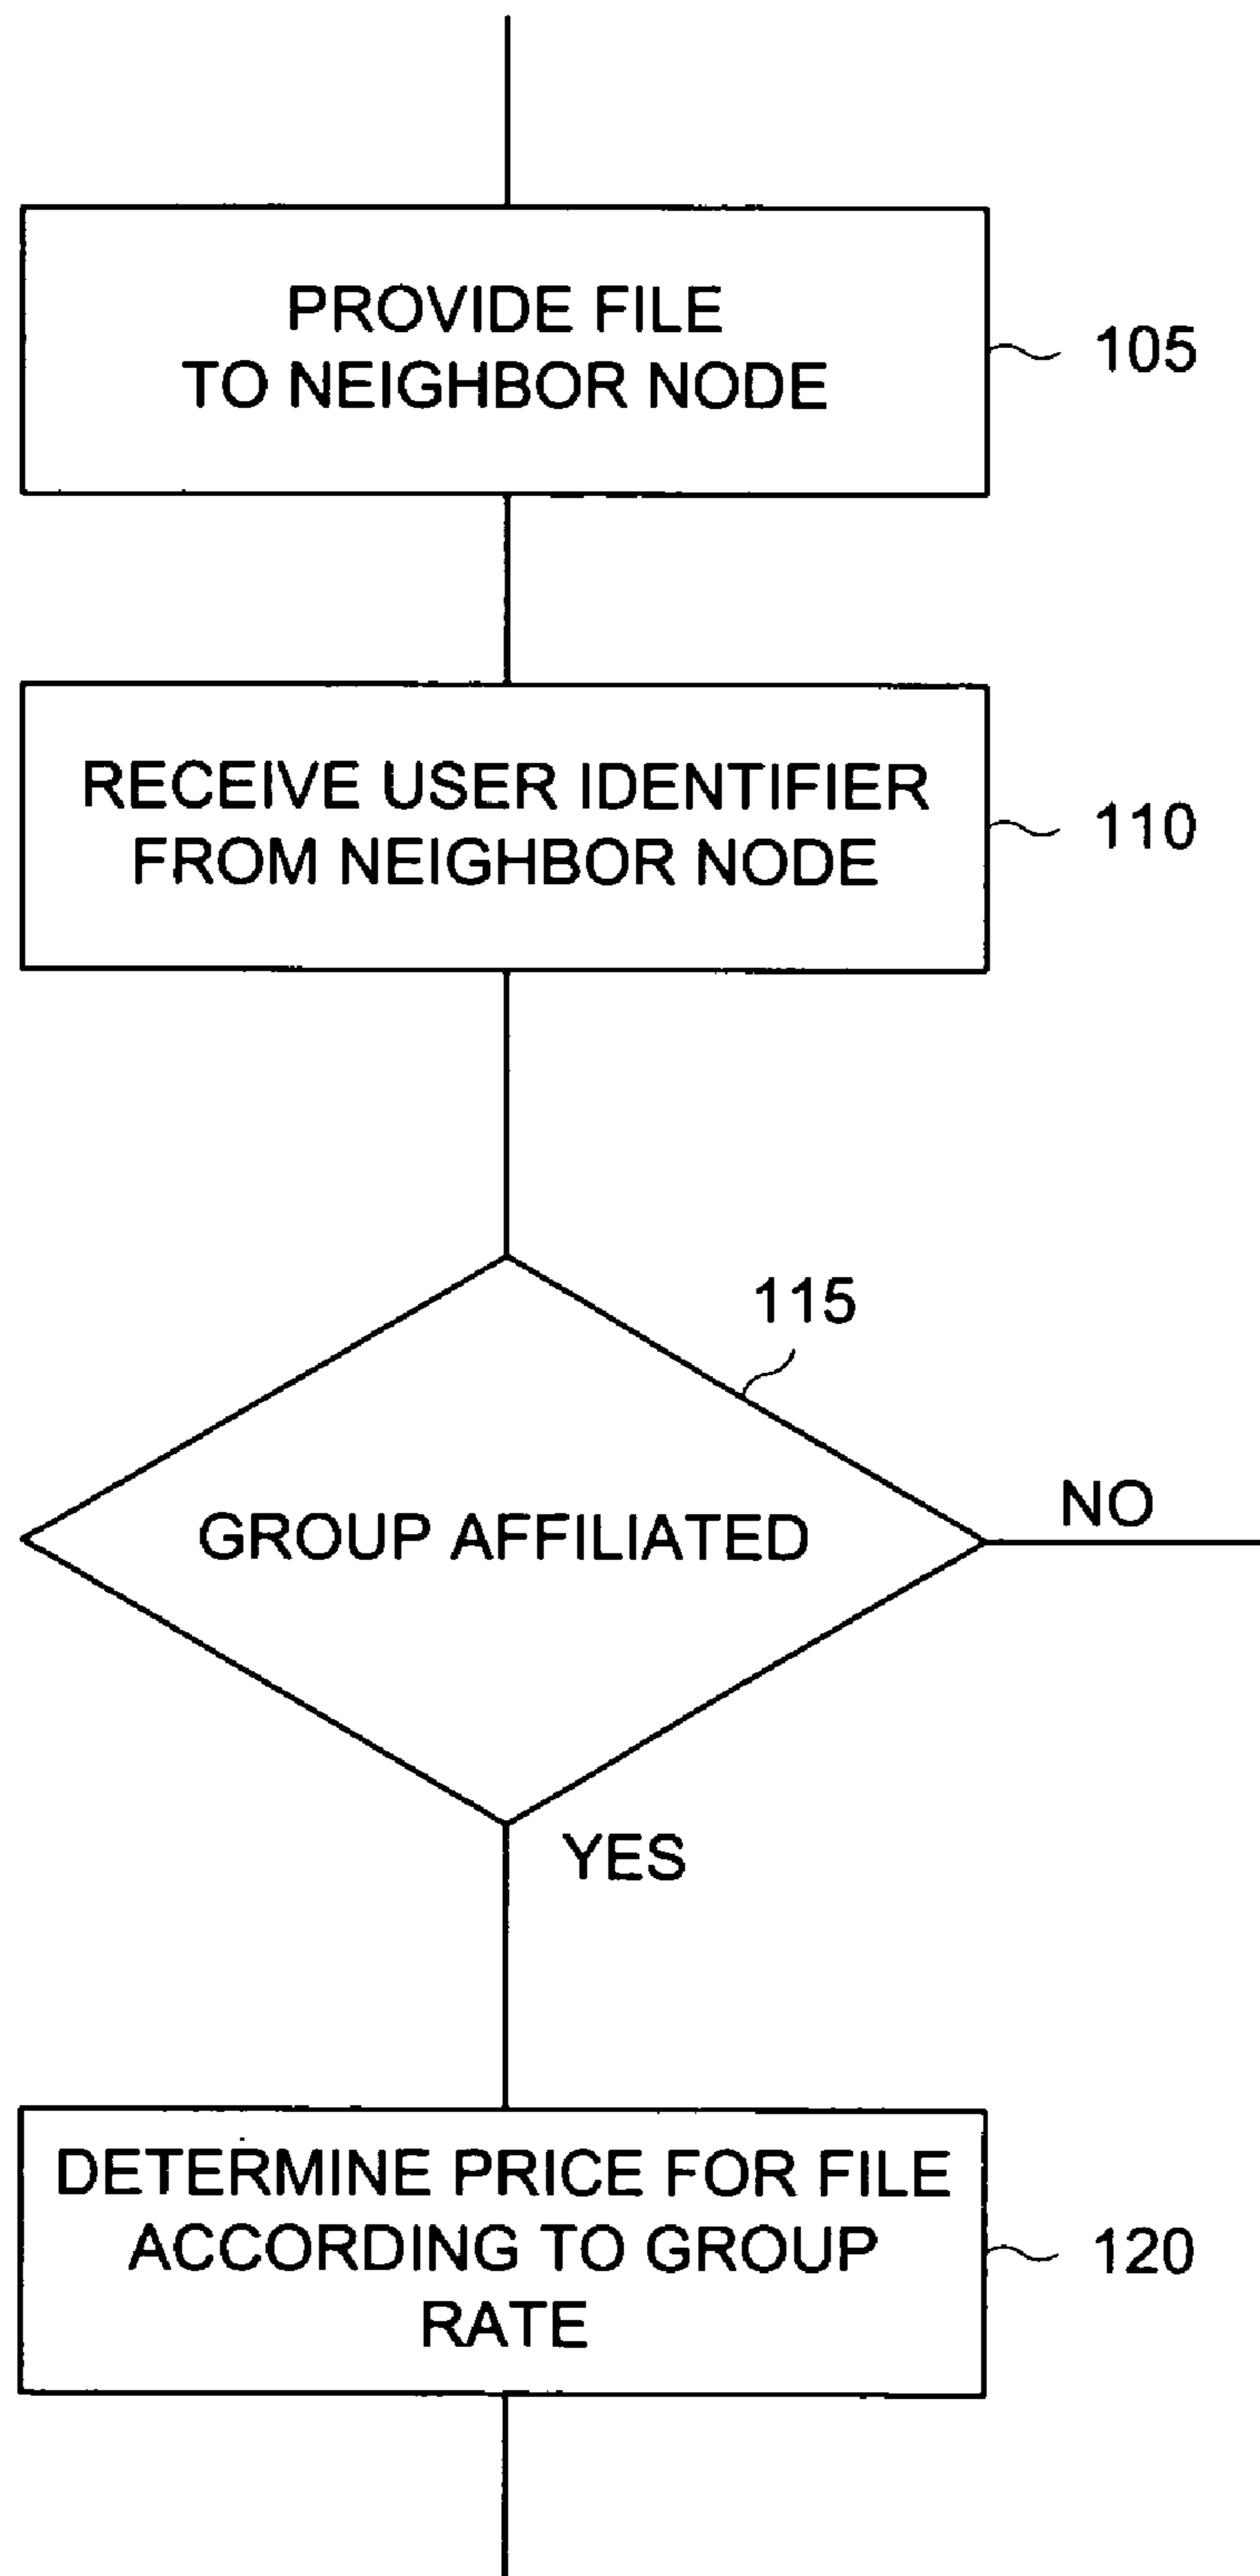 PROVIDE FILE
TO NEIGHBOR NODE
105
RECEIVE USER IDENTIFIER
FROM NEIGHBOR NODE
110
115
GROUP AFFILIATED
NO
YES
DETERMINE PRICE FOR FILE
ACCORDING TO GROUP
RATE
120